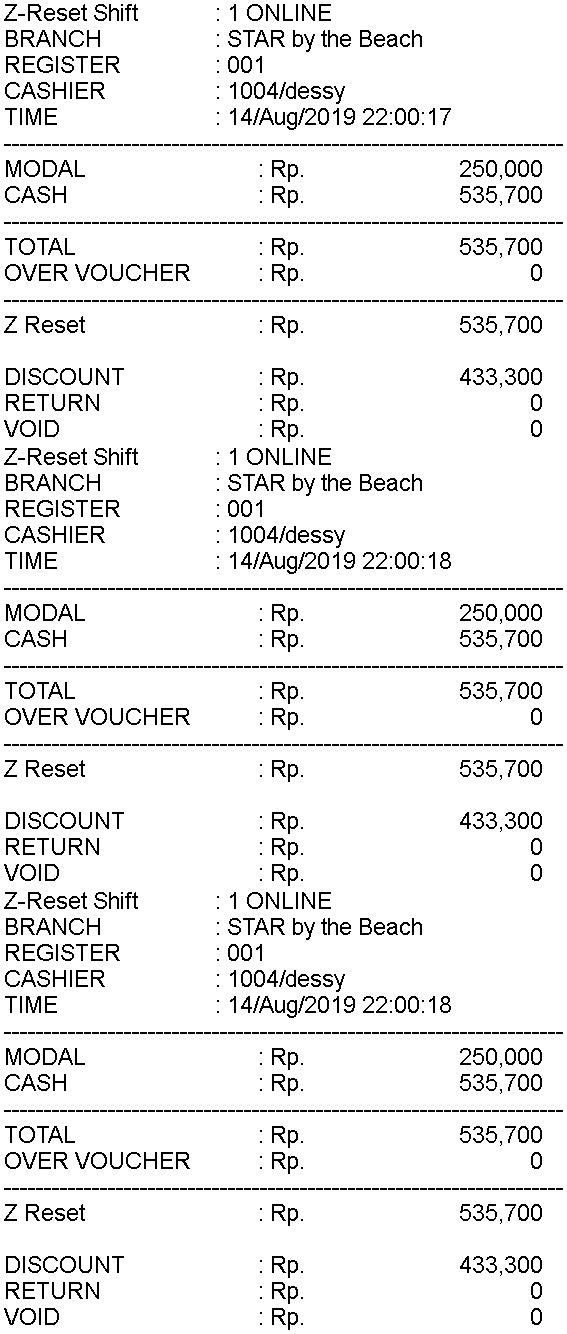 Z-Reset Shift : 1 ONLINE
BRANCH : STAR by the Beach
REGISTER : 001
CASHIER : 1004/dessy
TIME : 14/Aug/2019 22:00:17
--------------------------------------------------------------------------------
MODAL : Rp. 250,000
CASH : Rp. 535,700
--------------------------------------------------------------------------------
TOTAL : Rp. 535,700
OVER VOUCHER : Rp. 0
--------------------------------------------------------------------------------
Z Reset : Rp. 535,700
DISCOUNT : Rp. 433,300
RETURN : Rp. 0
VOID : Rp. 0
Z-Reset Shift : 1 ONLINE
BRANCH : STAR by the Beach
REGISTER : 001
CASHIER : 1004/dessy
TIME : 14/Aug/2019 22:00:18
--------------------------------------------------------------------------------
MODAL : Rp. 250,000
CASH : Rp. 535,700
--------------------------------------------------------------------------------
TOTAL : Rp. 535,700
OVER VOUCHER : Rp. 0
--------------------------------------------------------------------------------
Z Reset : Rp. 535,700
DISCOUNT : Rp. 433,300
RETURN : Rp. 0
VOID : Rp. 0
Z-Reset Shift : 1 ONLINE
BRANCH : STAR by the Beach
REGISTER : 001
CASHIER : 1004/dessy
TIME : 14/Aug/2019 22:00:18
--------------------------------------------------------------------------------
MODAL : Rp. 250,000
CASH : Rp. 535,700
--------------------------------------------------------------------------------
TOTAL : Rp. 535,700
OVER VOUCHER : Rp. 0
--------------------------------------------------------------------------------
Z Reset : Rp. 535,700
DISCOUNT : Rp. 433,300
RETURN : Rp. 0
VOID : Rp. 0